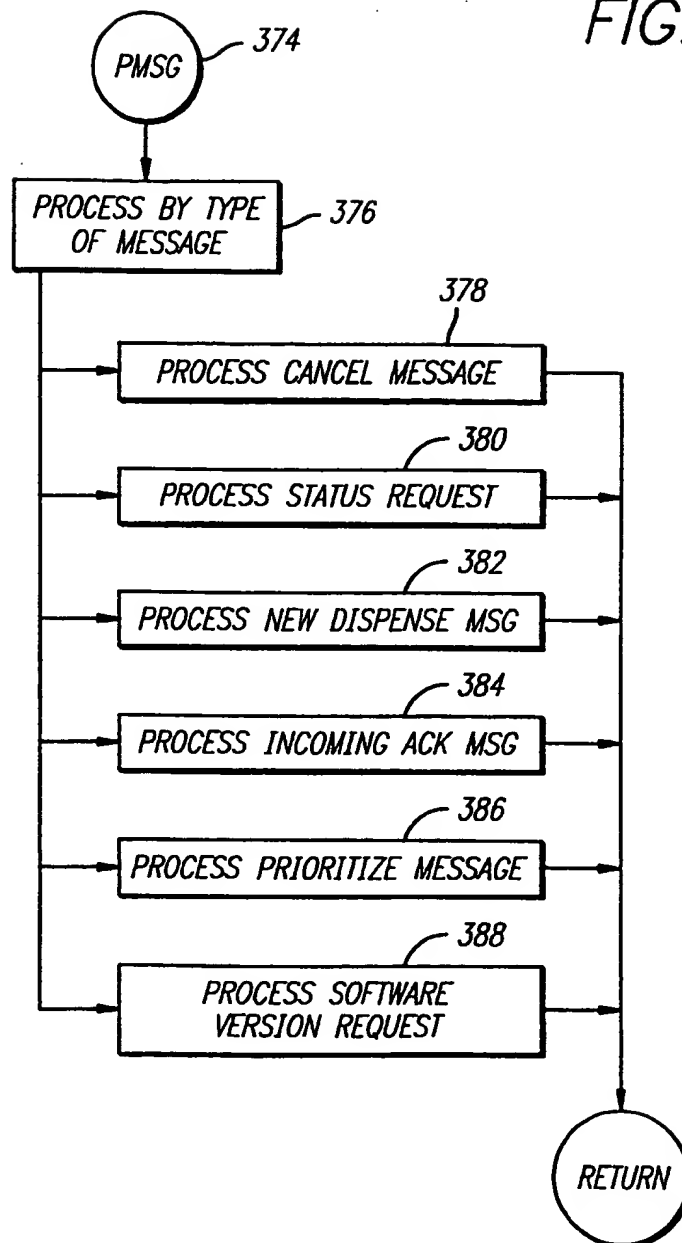 FIG.
PMSG
374
PROCESS BY TYPE
OF MESSAGE
376
378
PROCESS CANCEL MESSAGE
380
PROCESS STATUS REQUEST
382
PROCESS NEW DISPENSE MSG
384
PROCESS INCOMING ACK MSG
386
PROCESS PRIORITIZE MESSAGE
388
PROCESS SOFTWARE
VERSION REQUEST
RETURN